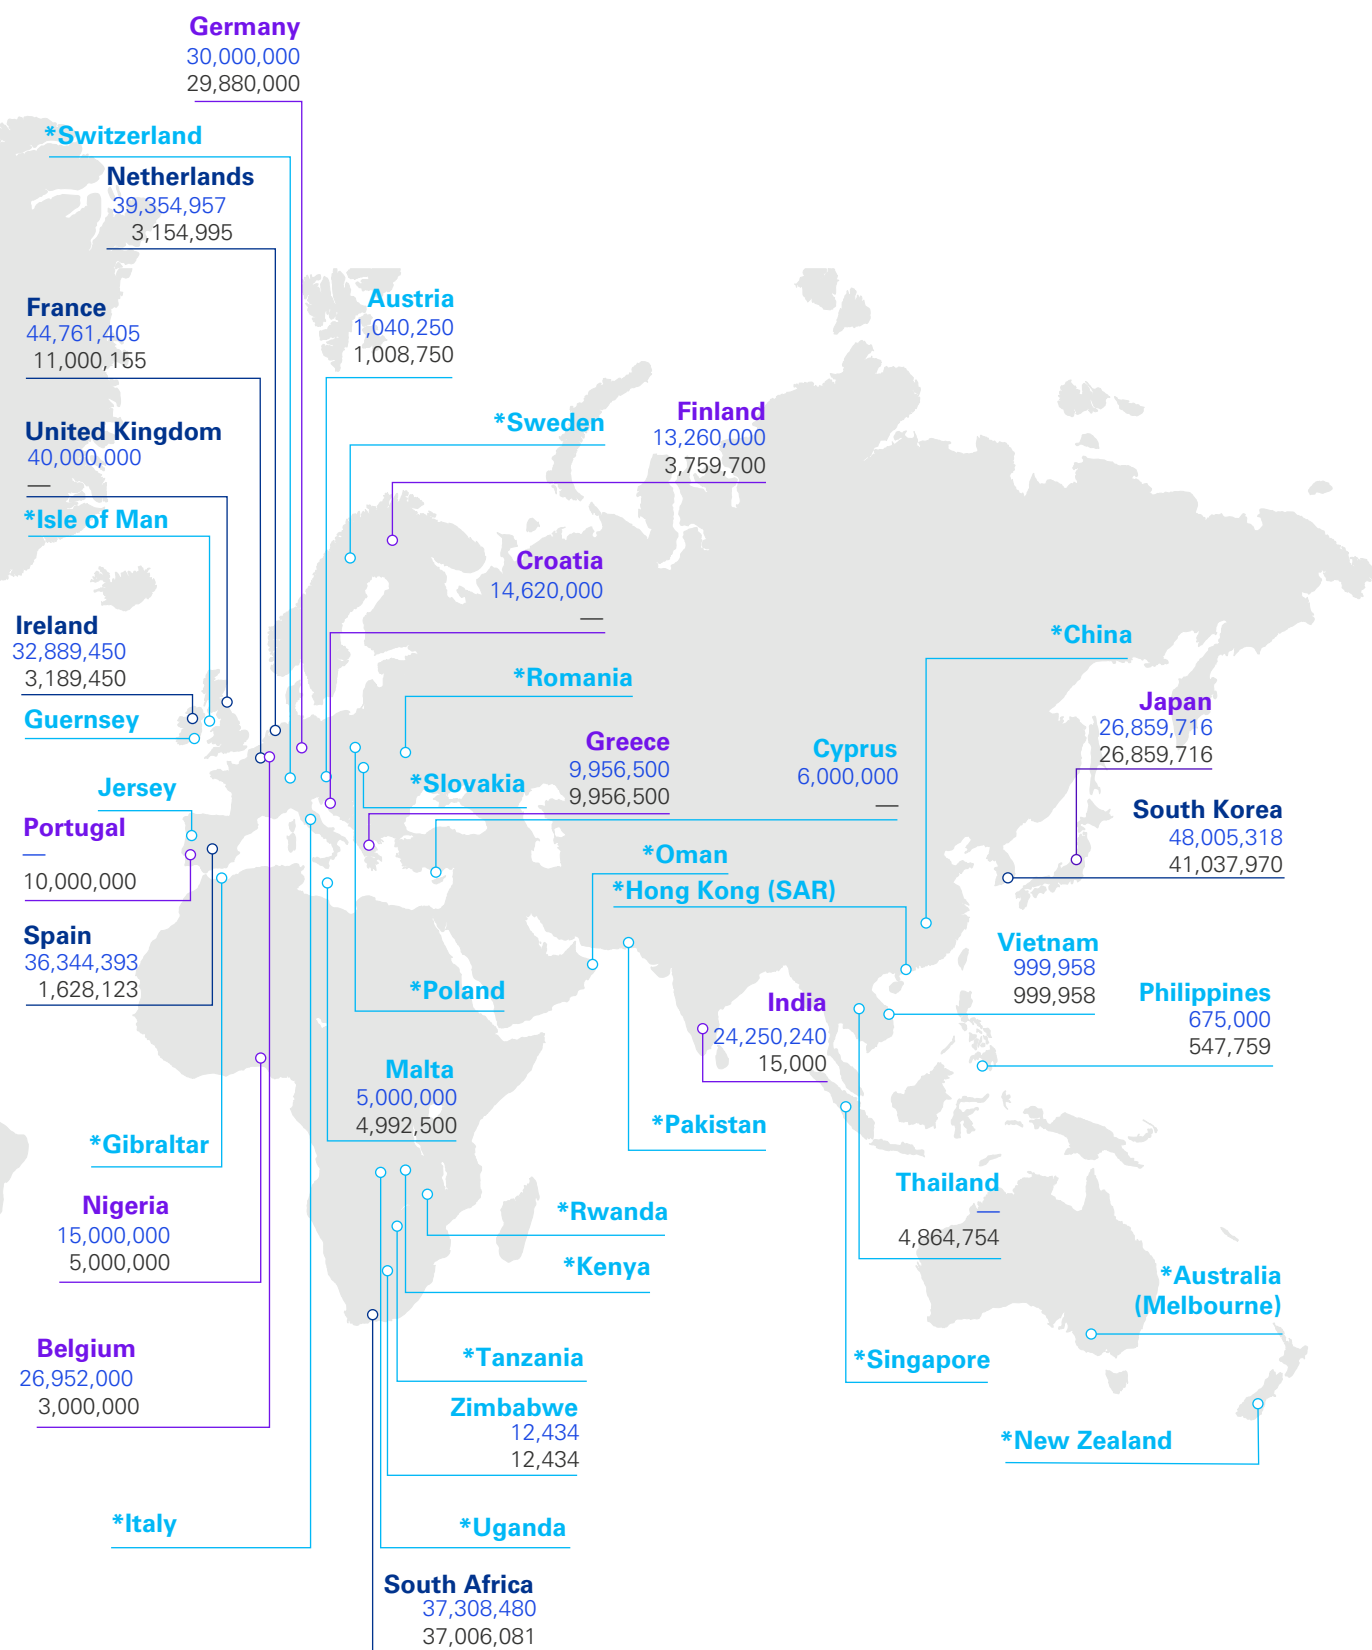 Germany
30,000,000
29,880,000
*Switzerland
Netherlands
39,354,957
3,154,995
France
44,761,405
11,000,155
Austria
1,040,250
1,008,750
United Kingdom
40,000,000
—
*Sweden
Finland
13,260,000
3,759,700
*Isle of Man
Croatia
14,620,000
—
Ireland
32,889,450
3,189,450
*China
*Romania
Guernsey
Japan
26,859,716
26,859,716
Greece
9,956,500
9,956,500
Cyprus
6,000,000
—
*Slovakia
Jersey
Portugal
—
10,000,000
South Korea
48,005,318
41,037,970
*Oman
*Hong Kong (SAR)
Spain
36,344,393
1,628,123
Vietnam
999,958
999,958
*Poland
India
24,250,240
15,000
Philippines
675,000
547,759
Malta
5,000,000
4,992,500
*Pakistan
*Gibraltar
Thailand
—
4,864,754
Nigeria
15,000,000
5,000,000
*Rwanda
*Kenya
*Australia
(Melbourne)
Belgium
26,952,000
3,000,000
*Tanzania
*Singapore
Zimbabwe
12,434
12,434
*New Zealand
*Italy
*Uganda
South Africa
37,308,480
37,006,081